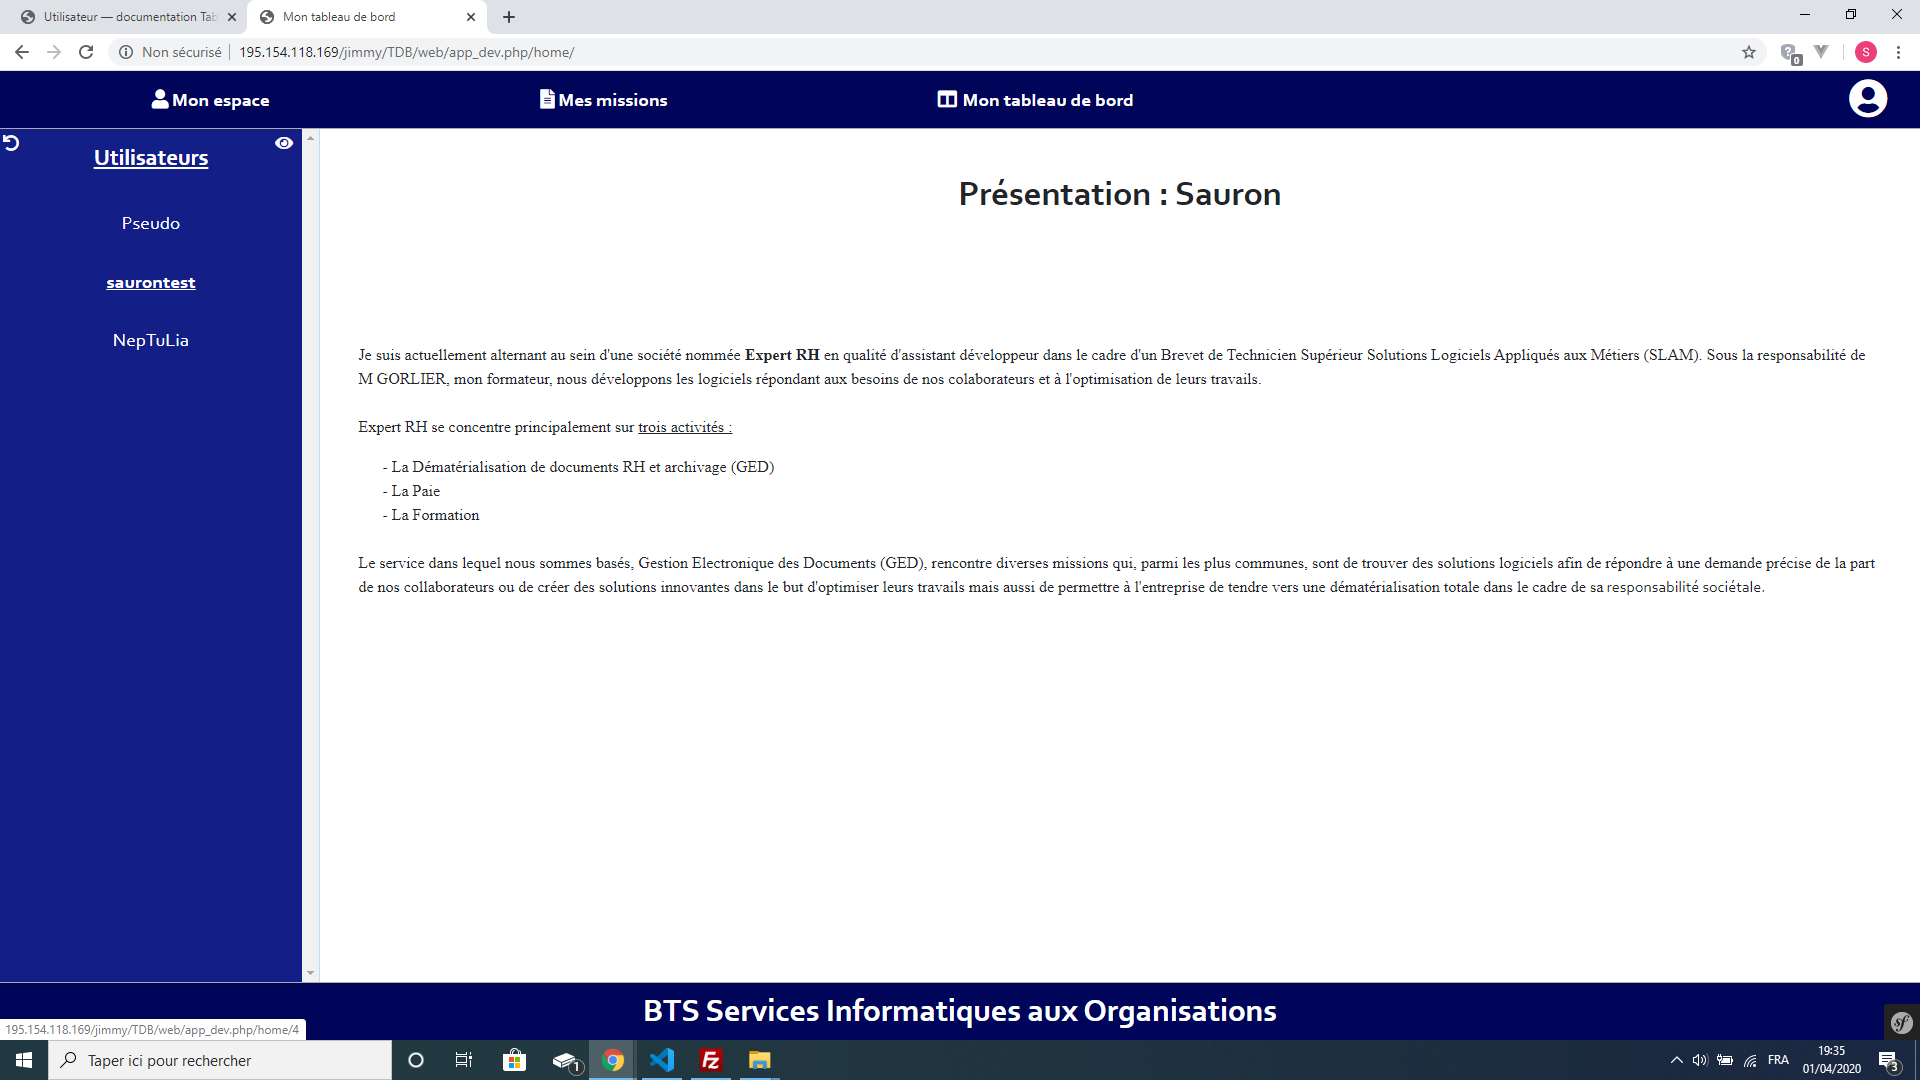 Utilisateur — documentation Tab
Mon tableau de bord
Non sécurisé
195.154.118.169/jimmy/TDB/web/app_dev.php/home/
0
S
Mon espace
Mes missions
Mon tableau de bord
Utilisateurs
Pseudo
saurontest
NepTuLia
Présentation : Sauron
Je suis actuellement alternant au sein d'une société nommée Expert RH en qualité d'assistant développeur dans le cadre d'un Brevet de Technicien Supérieur Solutions Logiciels Appliqués aux Métiers (SLAM). Sous la responsabilité de
M GORLIER, mon formateur, nous développons les logiciels répondant aux besoins de nos colaborateurs et à l'optimisation de leurs travails.
Expert RH se concentre principalement sur trois activités :
- La Dématérialisation de documents RH et archivage (GED)
- La Paie
- La Formation
Le service dans lequel nous sommes basés, Gestion Electronique des Documents (GED), rencontre diverses missions qui, parmi les plus communes, sont de trouver des solutions logiciels afin de répondre à une demande précise de la part
de nos collaborateurs ou de créer des solutions innovantes dans le but d'optimiser leurs travails mais aussi de permettre à l'entreprise de tendre vers une dématérialisation totale dans le cadre de sa responsabilité sociétale.
BTS Services Informatiques aux Organisations
195.154.118.169/jimmy/TDB/web/app_dev.php/home/4
sf
Taper ici pour rechercher
1
Fz
FRA
19:35
01/04/2020
3